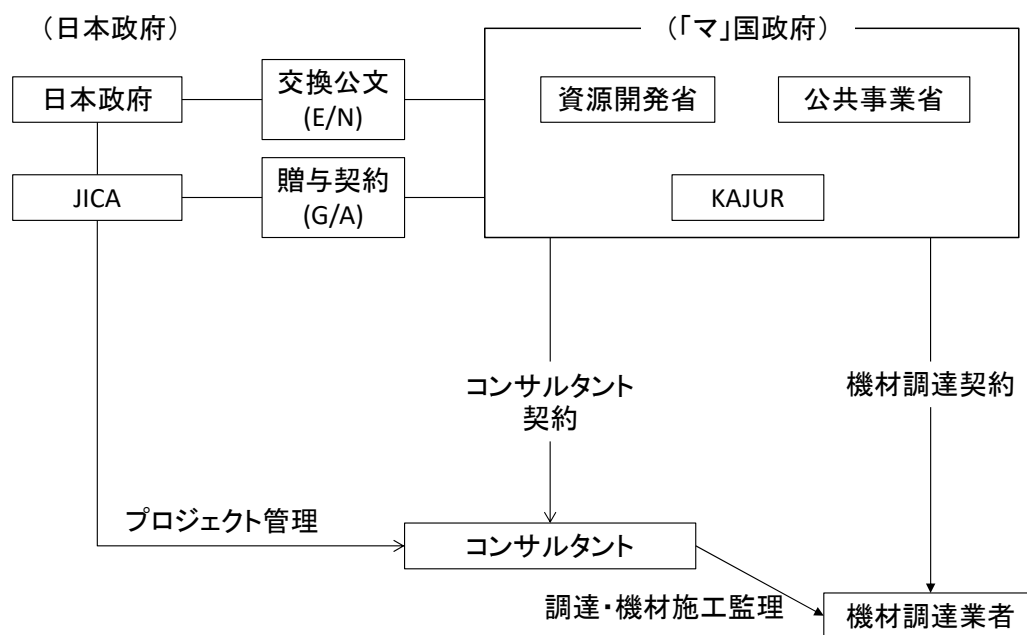 （日本政府）
（「マ」国政府）
日本政府
交換公文
(E/N)
資源開発省
公共事業省
JICA
贈与契約
(G/A)
KAJUR
コンサルタント
契約
機材調達契約
プロジェクト管理
コンサルタント
調達・機材施工監理
機材調達業者